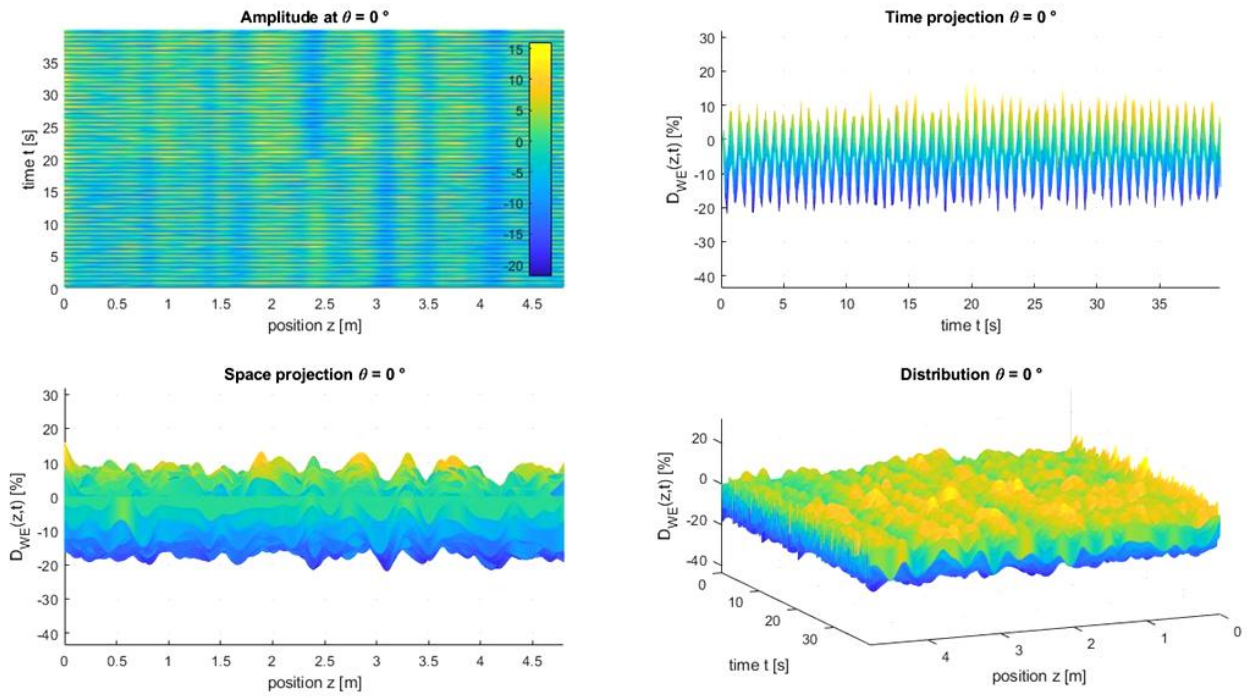 Amplitude at θ = 0 °
time t [s]
35
30
25
20
15
10
5
0
0 0.5 1 1.5 2 2.5 3 3.5 4 4.5
position z [m]
15
10
5
0
-5
-10
-15
-20
Time projection θ = 0 °
D_WE(z,t) [%]
30
20
10
0
-10
-20
-30
-40
0 5 10 15 20 25 30 35
time t [s]
Space projection θ = 0 °
D_WE(z,t) [%]
30
20
10
0
-10
-20
-30
-40
0 0.5 1 1.5 2 2.5 3 3.5 4 4.5
position z [m]
Distribution θ = 0 °
D_WE(z,t) [%]
20
0
-20
-40
0
10
20
30
time t [s]
4 3 2 1 0
position z [m]